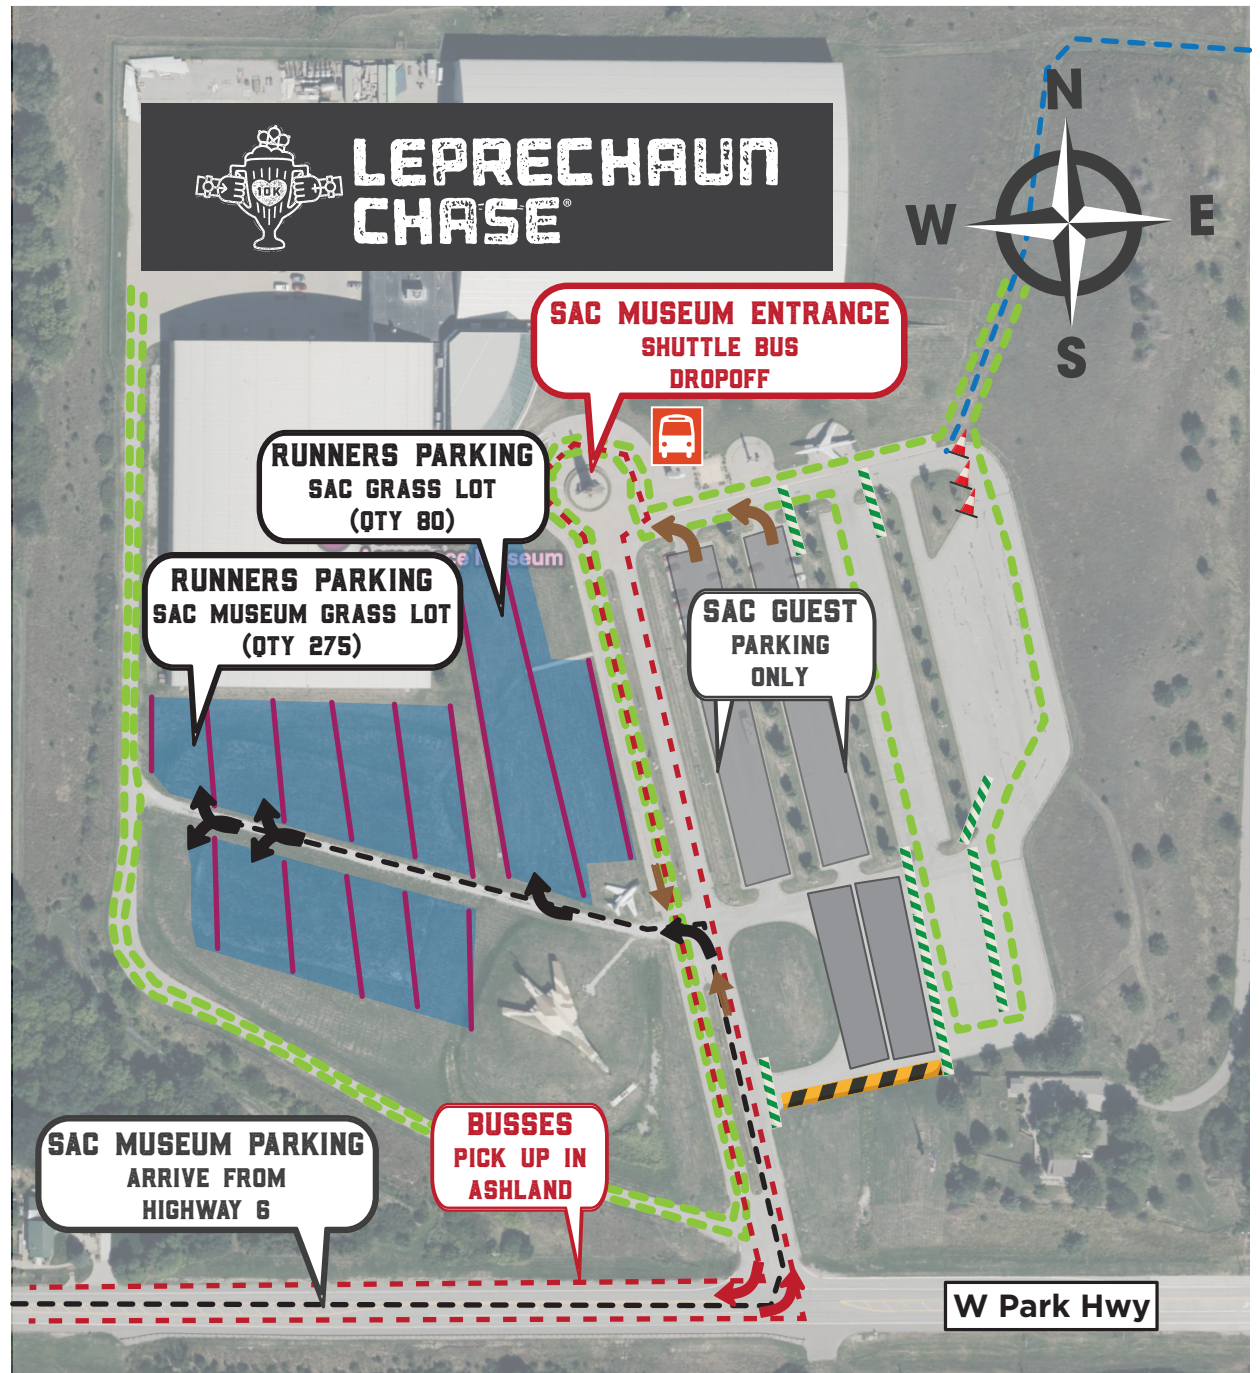 N
W
E
S
10K
LEPRECHAUN
CHASE®
SAC MUSEUM ENTRANCE
SHUTTLE BUS
DROPOFF
RUNNERS PARKING
SAC GRASS LOT
(QTY 80)
RUNNERS PARKING
SAC MUSEUM GRASS LOT
(QTY 275)
SAC GUEST
PARKING
ONLY
SAC MUSEUM PARKING
ARRIVE FROM
HIGHWAY 6
BUSSES
PICK UP IN
ASHLAND
W Park Hwy